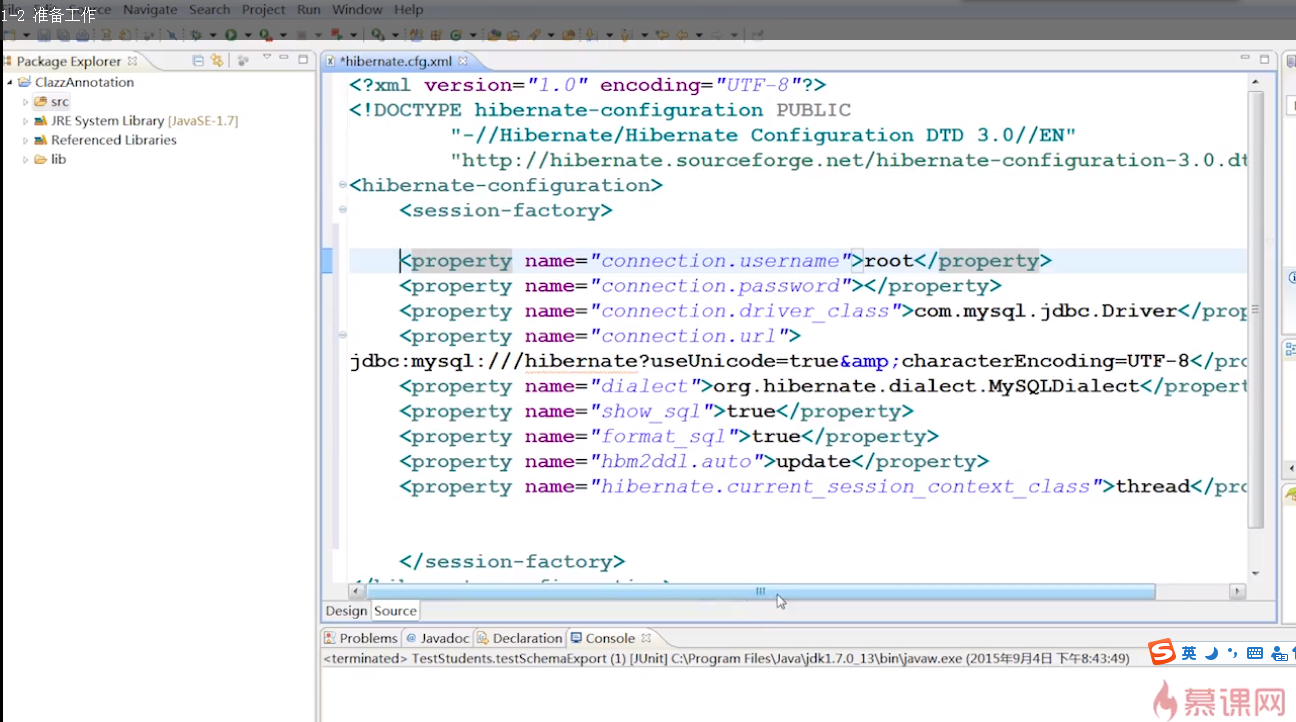 1-2 准备工作
Navigate Search Project Run Window Help
Package Explorer
ClazzAnnotation
src
JRE System Library [JavaSE-1.7]
Referenced Libraries
lib
*hibernate.cfg.xml
<?xml version="1.0" encoding="UTF-8"?>
<!DOCTYPE hibernate-configuration PUBLIC
"-//Hibernate/Hibernate Configuration DTD 3.0//EN"
"http://hibernate.sourceforge.net/hibernate-configuration-3.0.dt
<hibernate-configuration>
<session-factory>
<property name="connection.username">root</property>
<property name="connection.password"></property>
<property name="connection.driver_class">com.mysql.jdbc.Driver</prop
<property name="connection.url">
jdbc:mysql:///hibernate?useUnicode=true&amp;characterEncoding=UTF-8</pro
<property name="dialect">org.hibernate.dialect.MySQLDialect</propert
<property name="show_sql">true</property>
<property name="format_sql">true</property>
<property name="hbm2ddl.auto">update</property>
<property name="hibernate.current_session_context_class">thread</pro
</session-factory>
Design Source
Problems @ Javadoc Declaration Console
<terminated> TestStudents.testSchemaExport (1) [JUnit] C:\Program Files\Java\jdk1.7.0_13\bin\javaw.exe (2015年9月4日 下午8:43:49)
英
慕课网